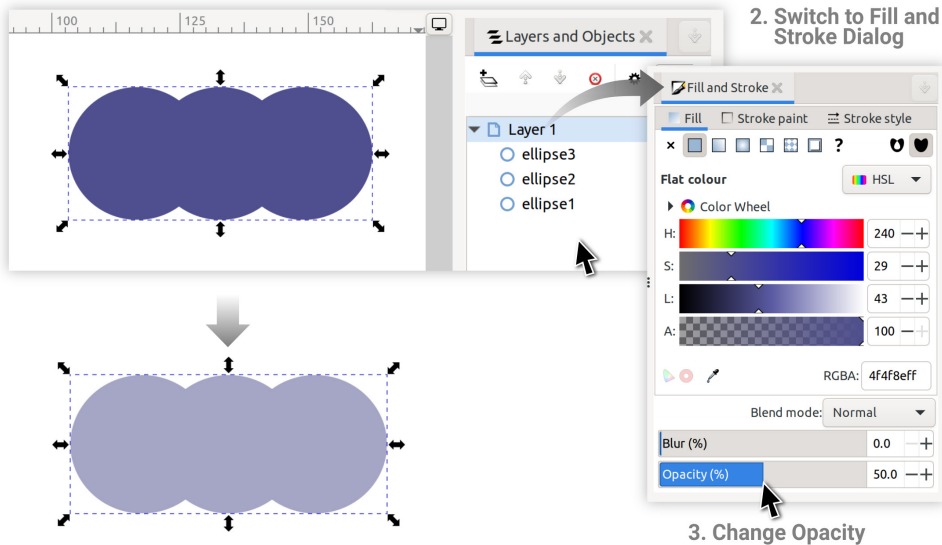 100
125
150
Layers and Objects
Layer 1
ellipse3
ellipse2
ellipse1
2. Switch to Fill and
Stroke Dialog
Fill and Stroke
Fill
Stroke paint
Stroke style
?
Flat colour
HSL
Color Wheel
H:
240
S:
29
L:
43
A:
100
RGBA:
4f4f8eff
Blend mode:
Normal
Blur (%)
0.0
Opacity (%)
50.0
3. Change Opacity